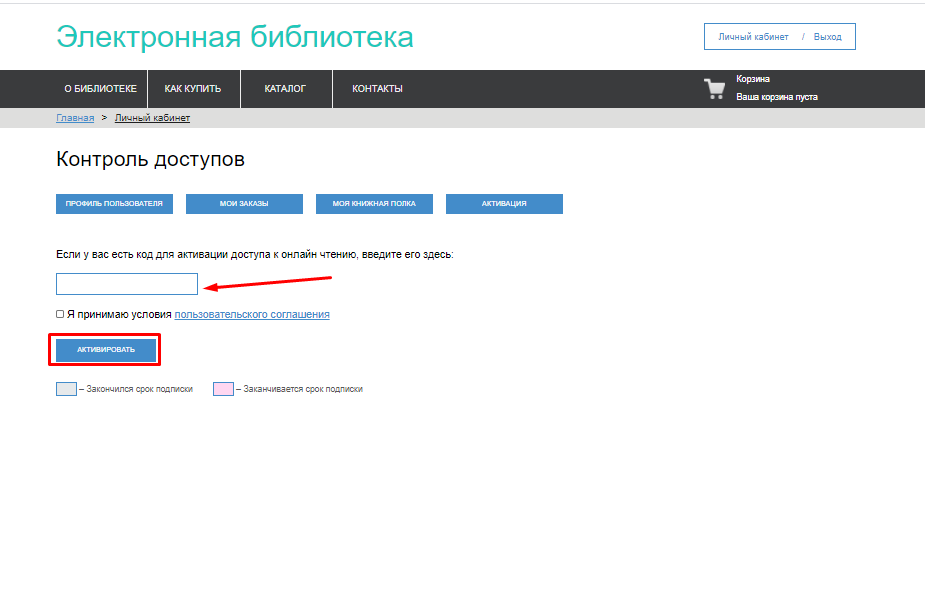 Электронная библиотека
Личный кабинет / Выход
О БИБЛИОТЕКЕ КАК КУПИТЬ КАТАЛОГ КОНТАКТЫ
Корзина
Ваша корзина пуста
Главная > Личный кабинет
Контроль доступов
ПРОФИЛЬ ПОЛЬЗОВАТЕЛЯ МОИ ЗАКАЗЫ МОЯ КНИЖНАЯ ПОЛКА АКТИВАЦИЯ
Если у вас есть код для активации доступа к онлайн чтению, введите его здесь:
Я принимаю условия пользовательского соглашения
АКТИВИРОВАТЬ
– Закончился срок подписки – Заканчивается срок подписки